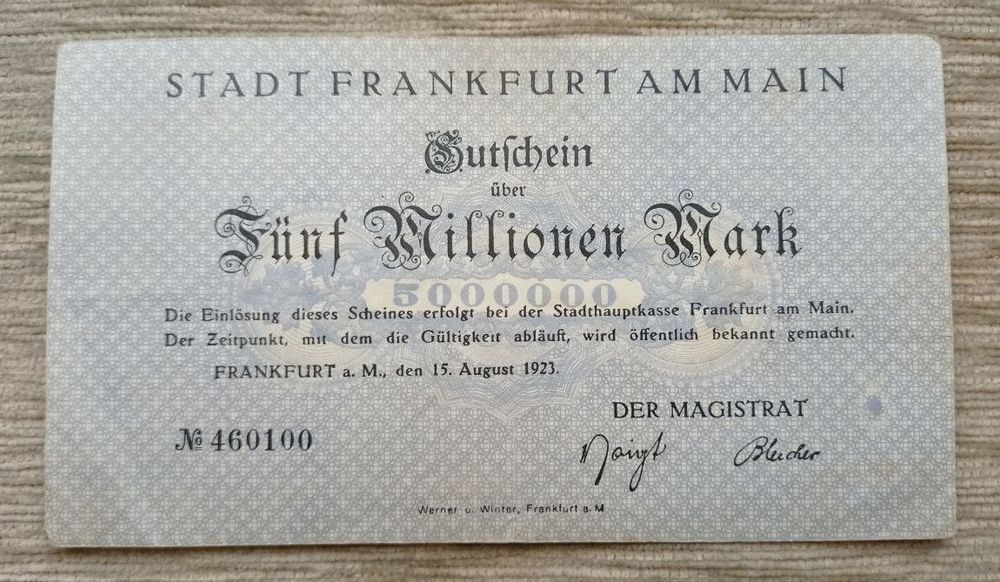 STADT FRANKFURT AM MAIN
Gutschein
über
Fünf Millionen Mark
5000000
Die Einlösung dieses Scheines erfolgt bei der Stadthauptkasse Frankfurt am Main.
Der Zeitpunkt, mit dem die Gültigkeit abläuft, wird öffentlich bekannt gemacht.
FRANKFURT a. M., den 15. August 1923.
DER MAGISTRAT
№ 460100
Voigt Bleicher
Werner u. Winter, Frankfurt a. M